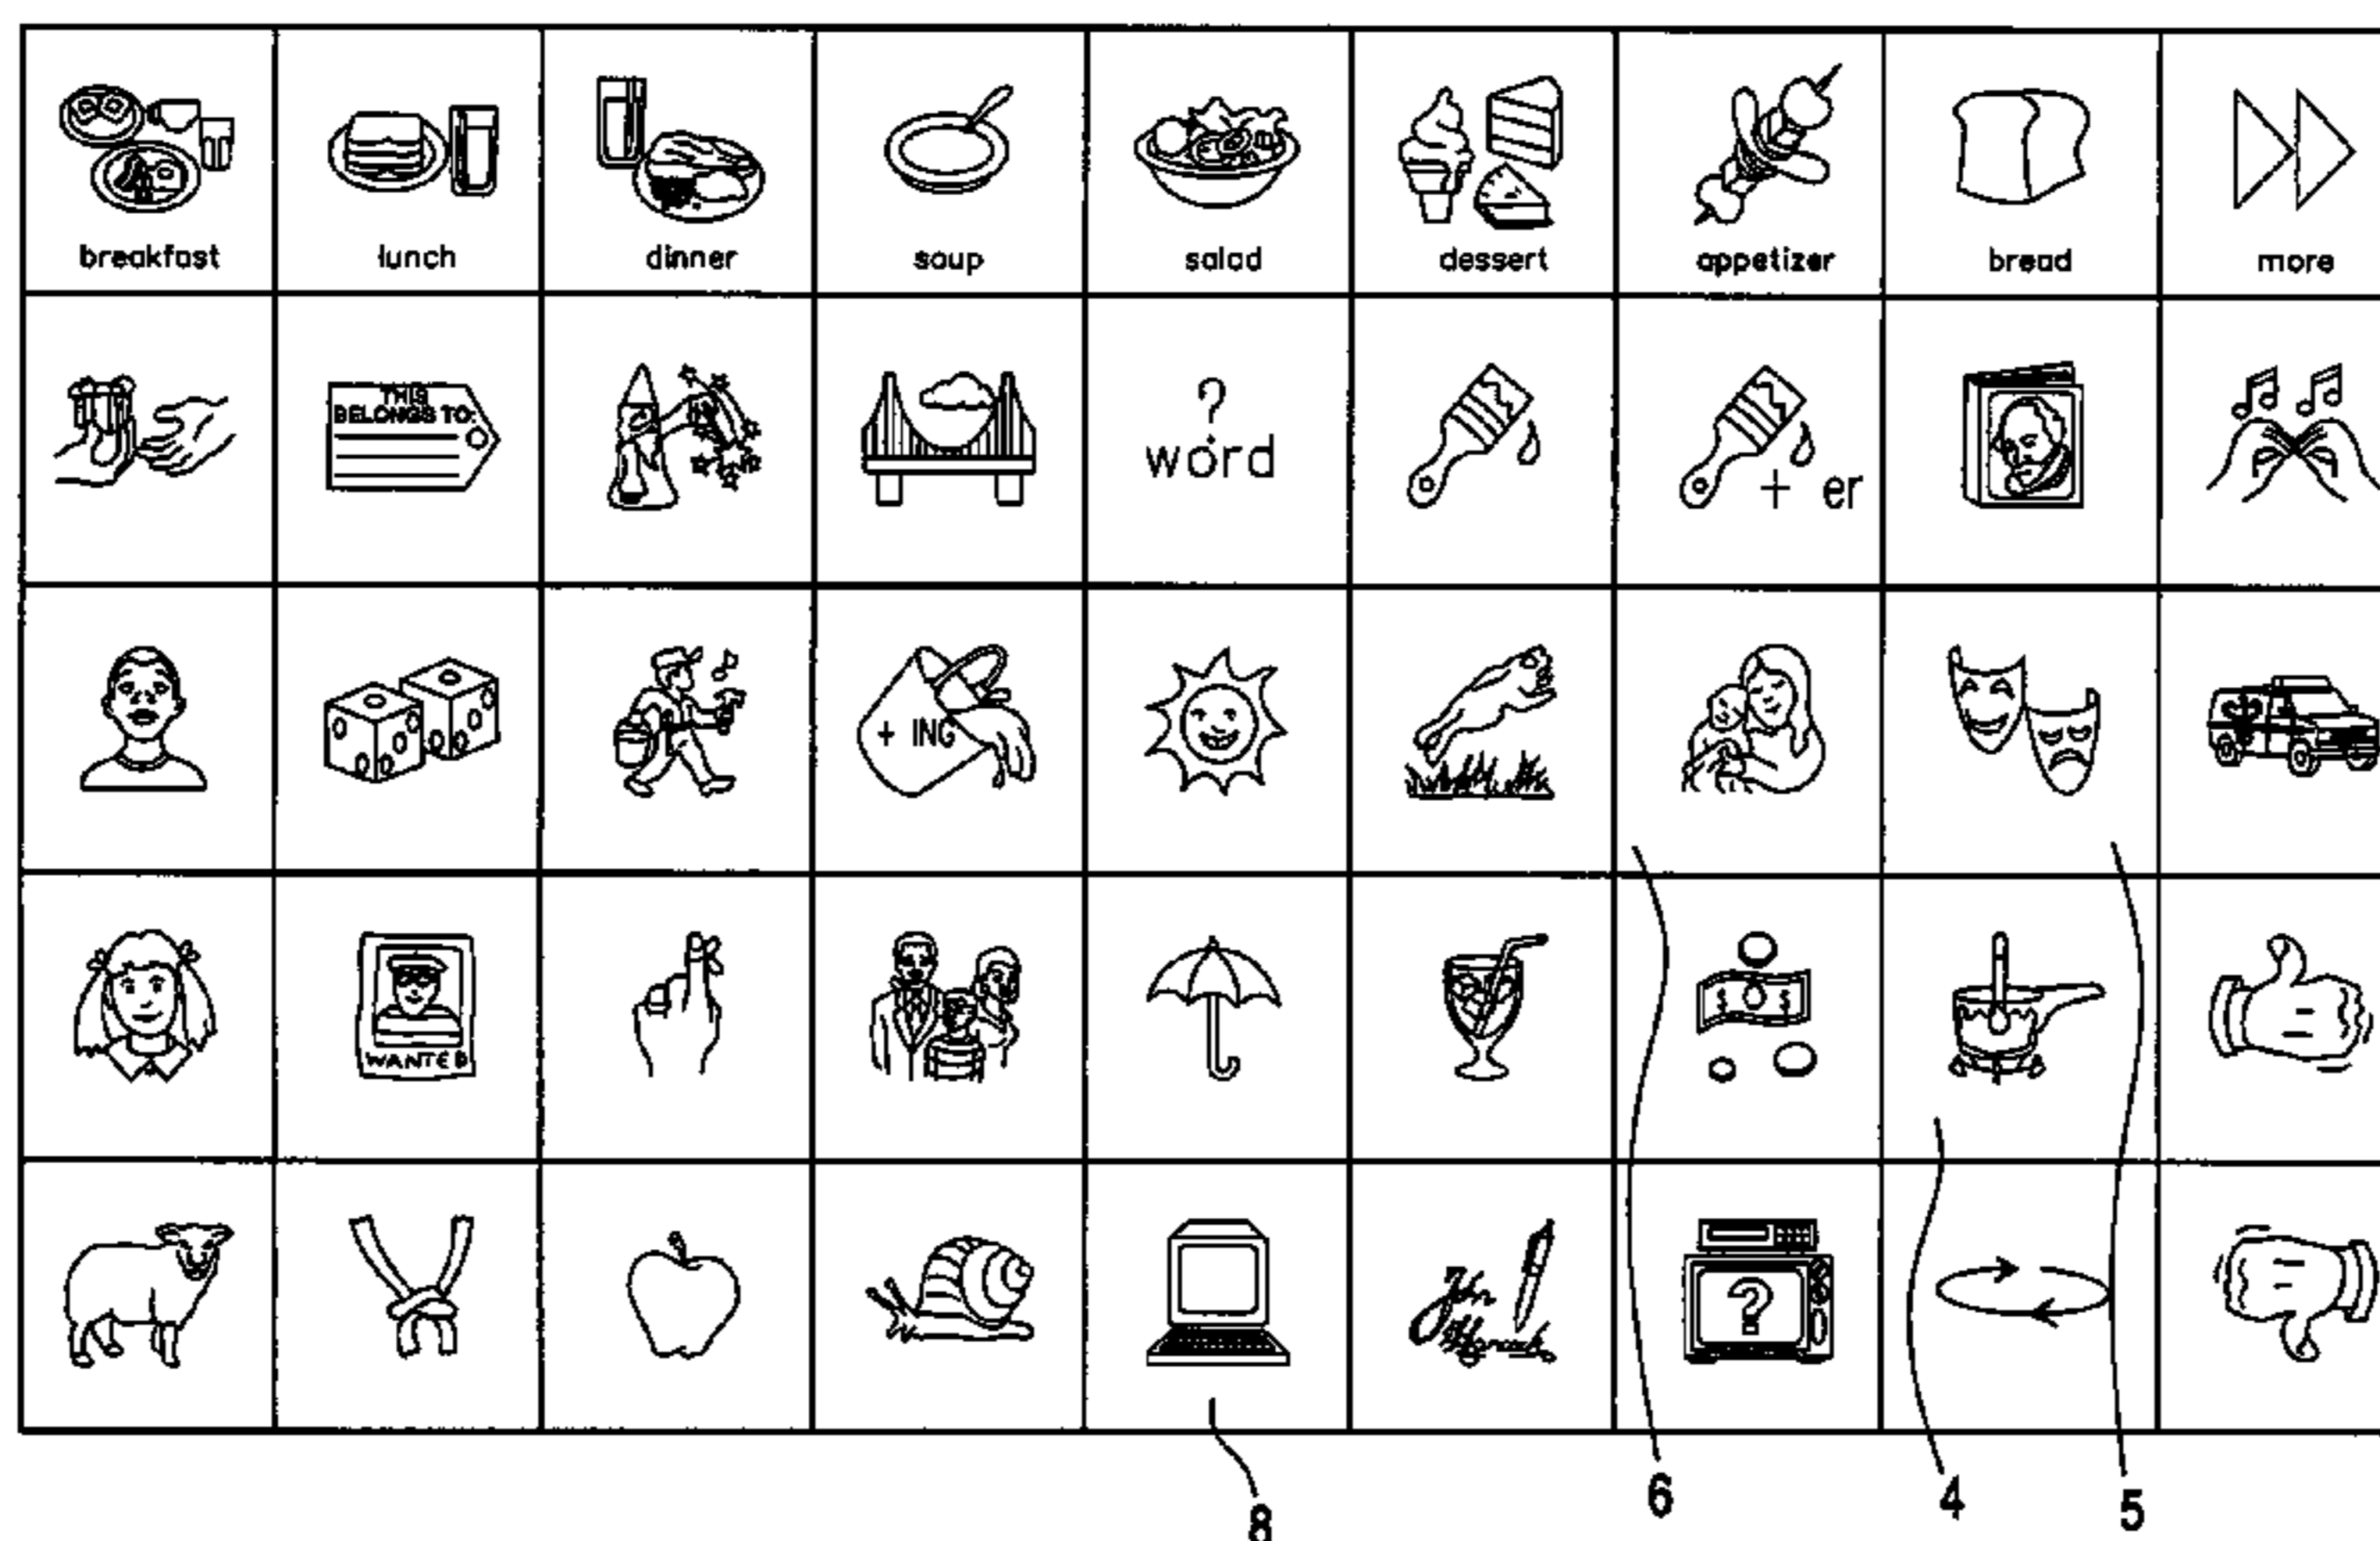 breakfast
lunch
dinner
soup
salad
dessert
appetizer
bread
more
THIS
BELONGS TO:
?
word
+ er
+ ING
WANTED
$ $
?
8
6
4
5